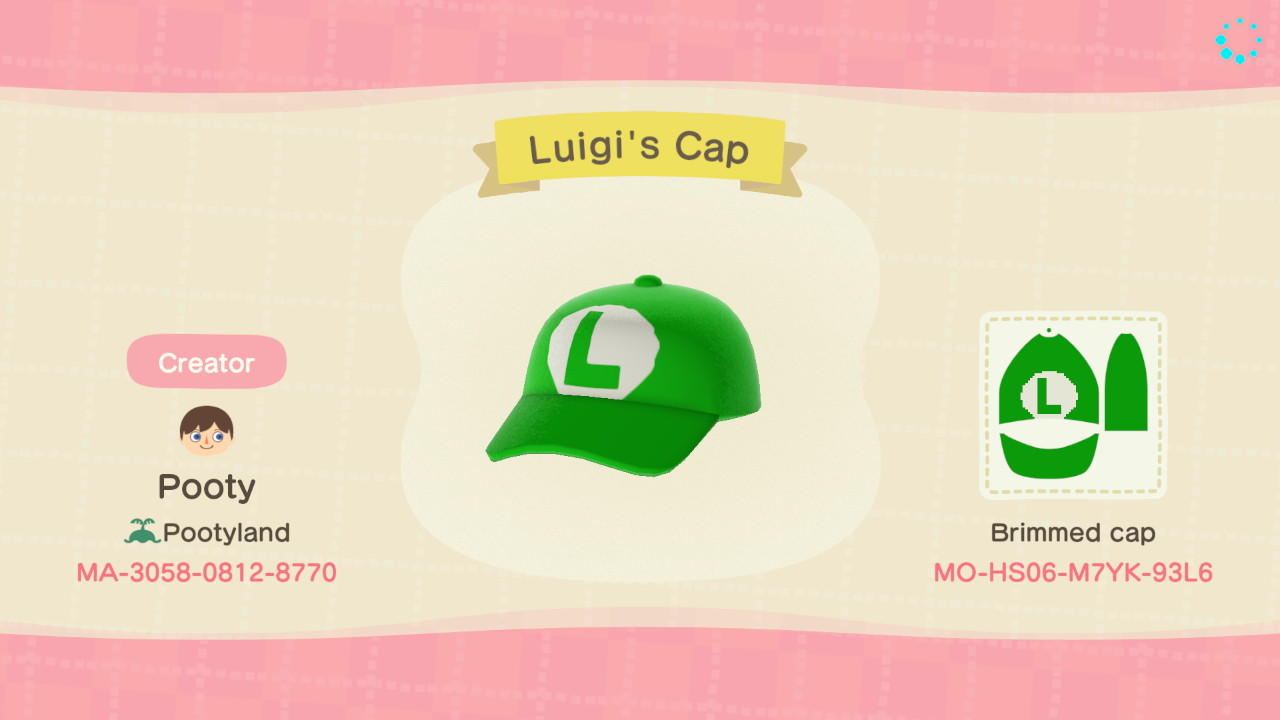 Luigi's Cap
L
Creator
Pooty
Pootyland
MA-3058-0812-8770
L
Brimmed cap
MO-HS06-M7YK-93L6